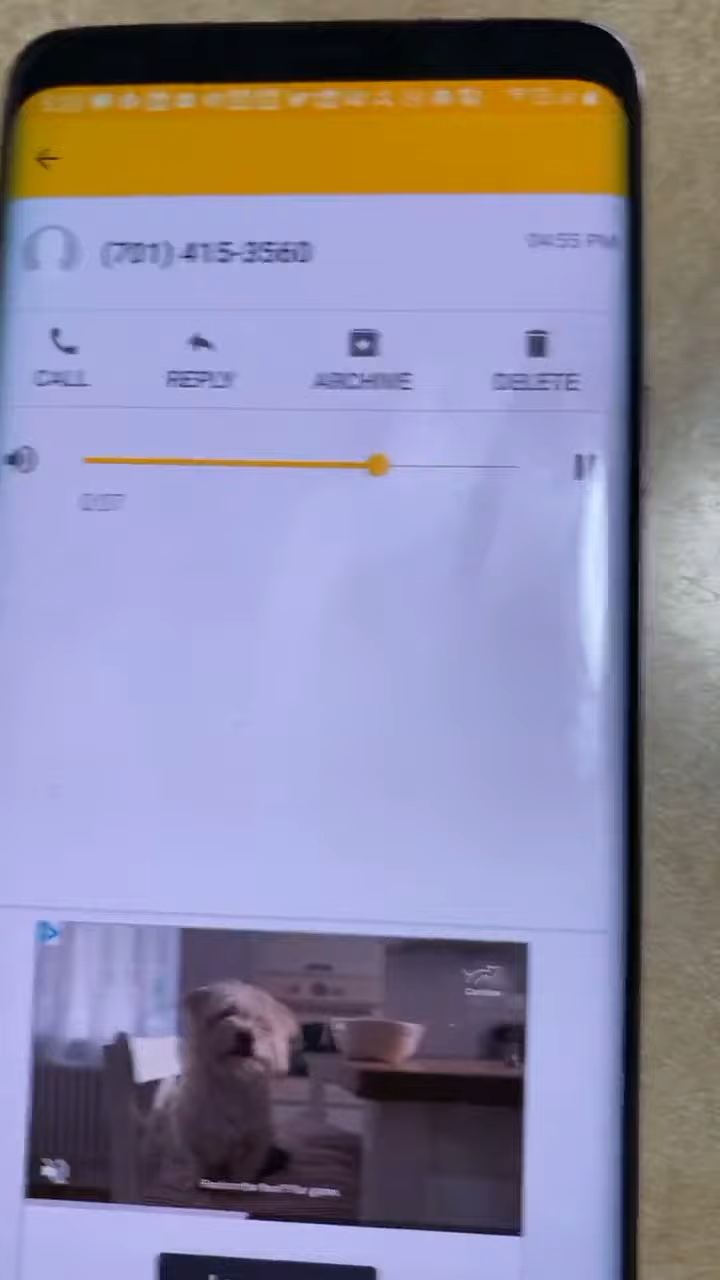 (701) 415-3560
04:55 PM
CALL
REPLY
ARCHIVE
DELETE
0:07